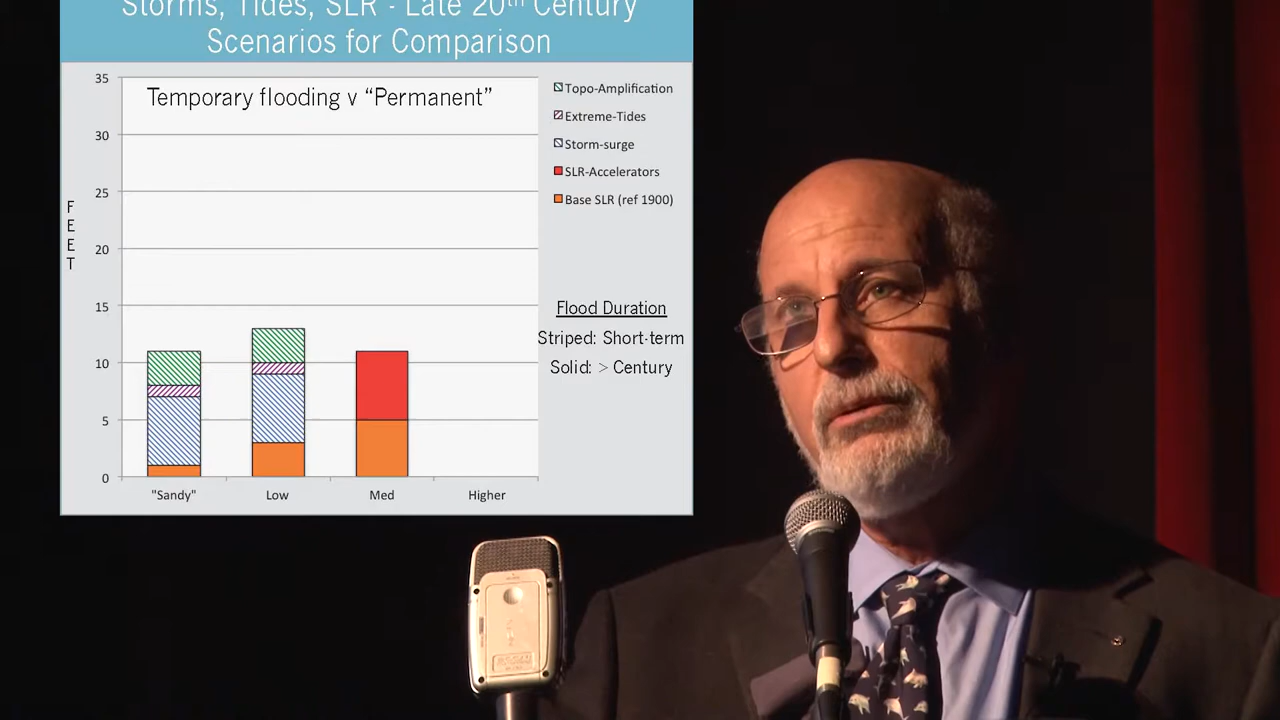 Storms, Tides, SLR - Late 20th Century
Scenarios for Comparison
Temporary flooding v “Permanent”
35
30
25
20
15
10
5
0
FEET
"Sandy"
Low
Med
Higher
Topo-Amplification
Extreme-Tides
Storm-surge
SLR-Accelerators
Base SLR (ref 1900)
Flood Duration
Striped: Short-term
Solid: > Century